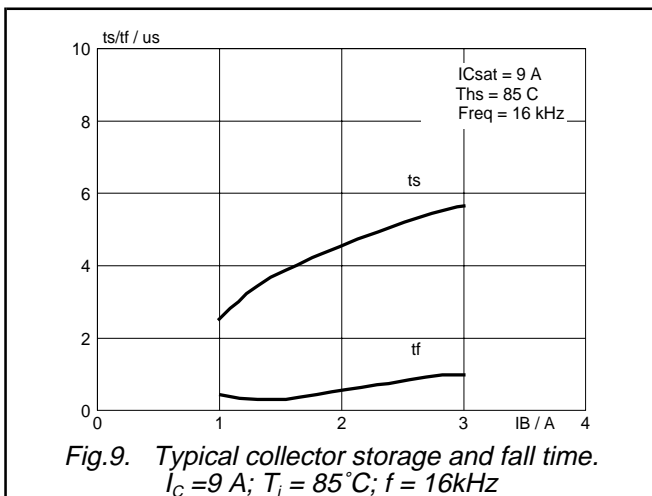 ts/tf / us
10
ICsat = 9 A
Ths = 85 C
Freq = 16 kHz
8
ts
6
4
2
tf
0
0
1
2
3
IB / A
4
Fig.9. Typical collector storage and fall time.
IC =9 A; Tj = 85˚C; f = 16kHz